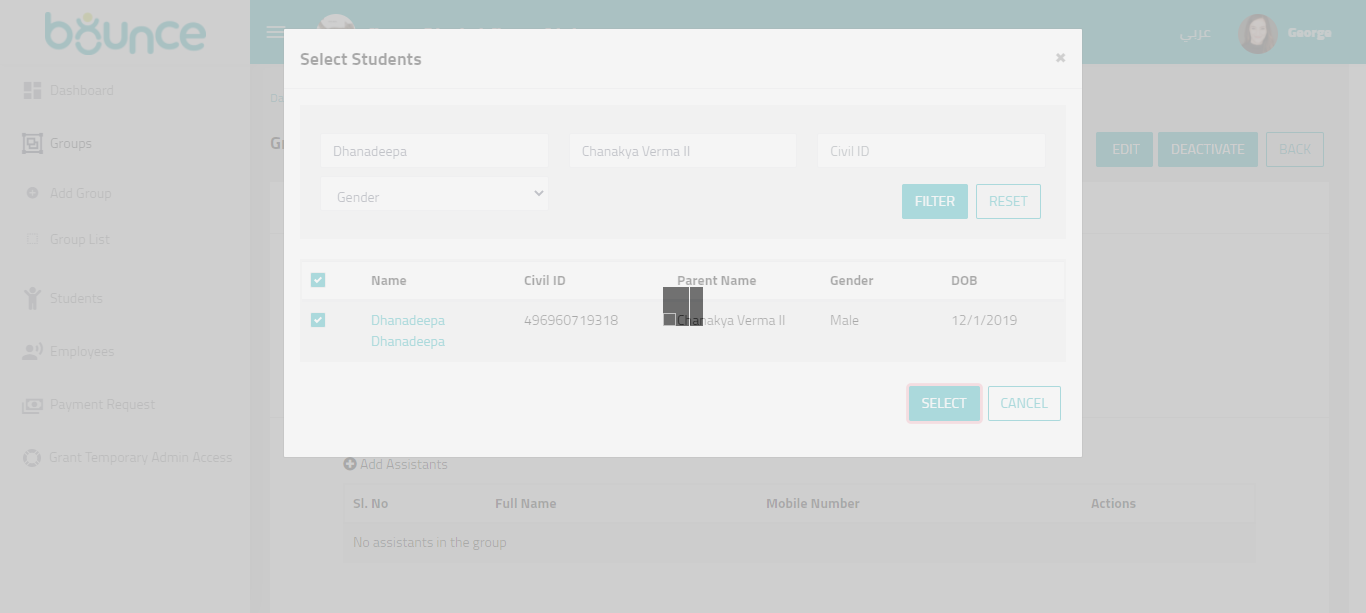 bounce
عربي
George
Select Students
Dashboard
Groups
Add Group
Group List
Students
Employees
Payment Request
Grant Temporary Admin Access
EDIT
DEACTIVATE
BACK
Dhanadeepa
Chanakya Verma II
Civil ID
Gender
FILTER
RESET
Name
Civil ID
Parent Name
Gender
DOB
Dhanadeepa
Dhanadeepa
496960719318
Chanakya Verma II
Male
12/1/2019
SELECT
CANCEL
Add Assistants
Sl. No
Full Name
Mobile Number
Actions
No assistants in the group